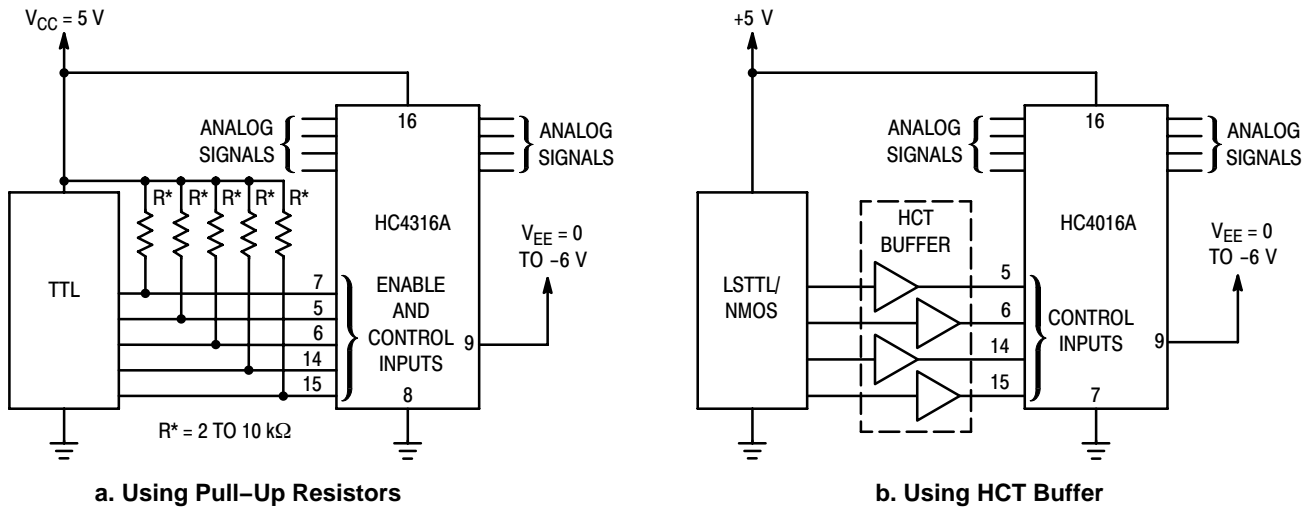 V_CC = 5 V
16
ANALOG
SIGNALS
ANALOG
SIGNALS
R* R* R* R* R*
HC4316A
V_EE = 0
TO −6 V
TTL
7
5
6
14
15
ENABLE
AND
CONTROL
INPUTS
9
8
R* = 2 TO 10 kΩ
a. Using Pull−Up Resistors
+5 V
16
ANALOG
SIGNALS
ANALOG
SIGNALS
HCT
BUFFER
HC4016A
V_EE = 0
TO −6 V
LSTTL/
NMOS
5
6
14
15
CONTROL
INPUTS
9
7
b. Using HCT Buffer